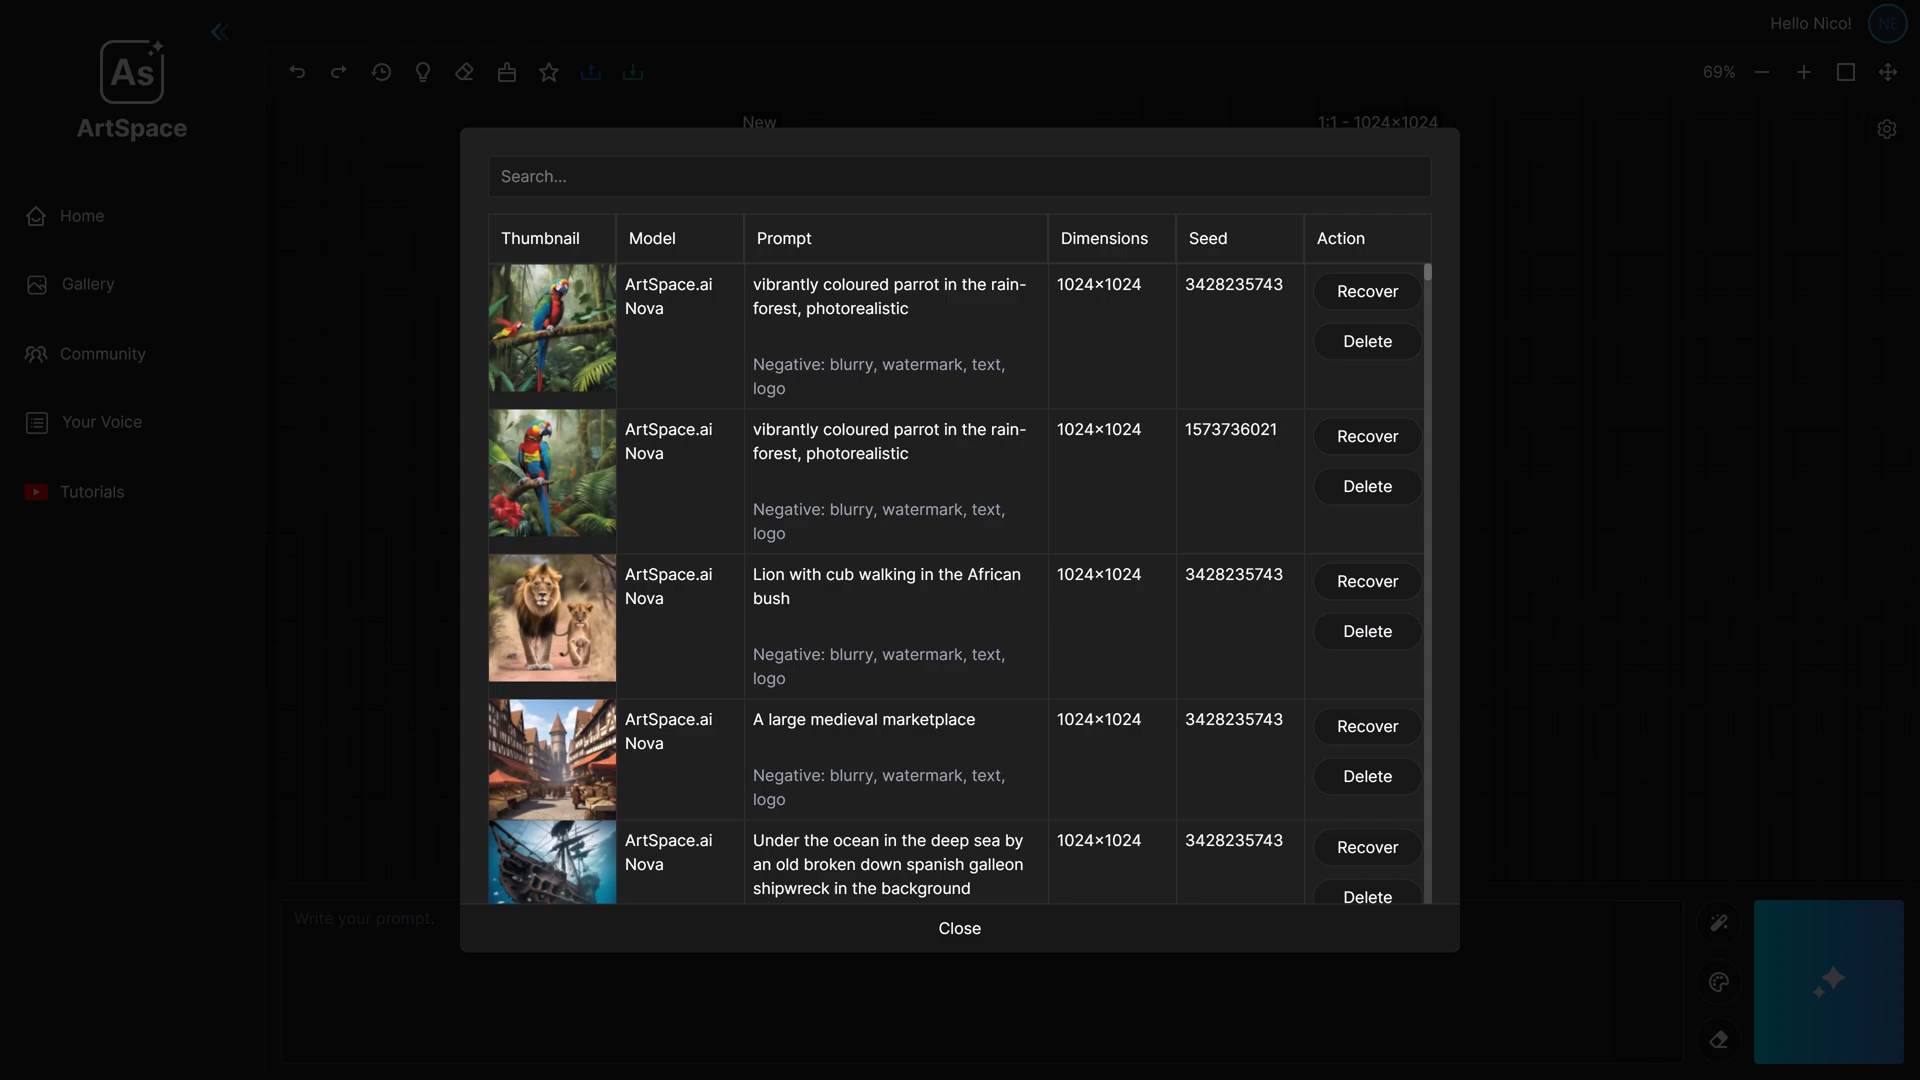 Hello Nico!
NE
As
ArtSpace
69%
New
1:1 - 1024×1024
Home
Gallery
Community
Your Voice
Tutorials
Search...
Thumbnail
Model
Prompt
Dimensions
Seed
Action
ArtSpace.ai
Nova
vibrantly coloured parrot in the rain-
forest, photorealistic
Negative: blurry, watermark, text,
logo
1024×1024
3428235743
Recover
Delete
ArtSpace.ai
Nova
vibrantly coloured parrot in the rain-
forest, photorealistic
Negative: blurry, watermark, text,
logo
1024×1024
1573736021
Recover
Delete
ArtSpace.ai
Nova
Lion with cub walking in the African
bush
Negative: blurry, watermark, text,
logo
1024×1024
3428235743
Recover
Delete
ArtSpace.ai
Nova
A large medieval marketplace
Negative: blurry, watermark, text,
logo
1024×1024
3428235743
Recover
Delete
ArtSpace.ai
Nova
Under the ocean in the deep sea by
an old broken down spanish galleon
shipwreck in the background
1024×1024
3428235743
Recover
Delete
Close
Write your prompt.